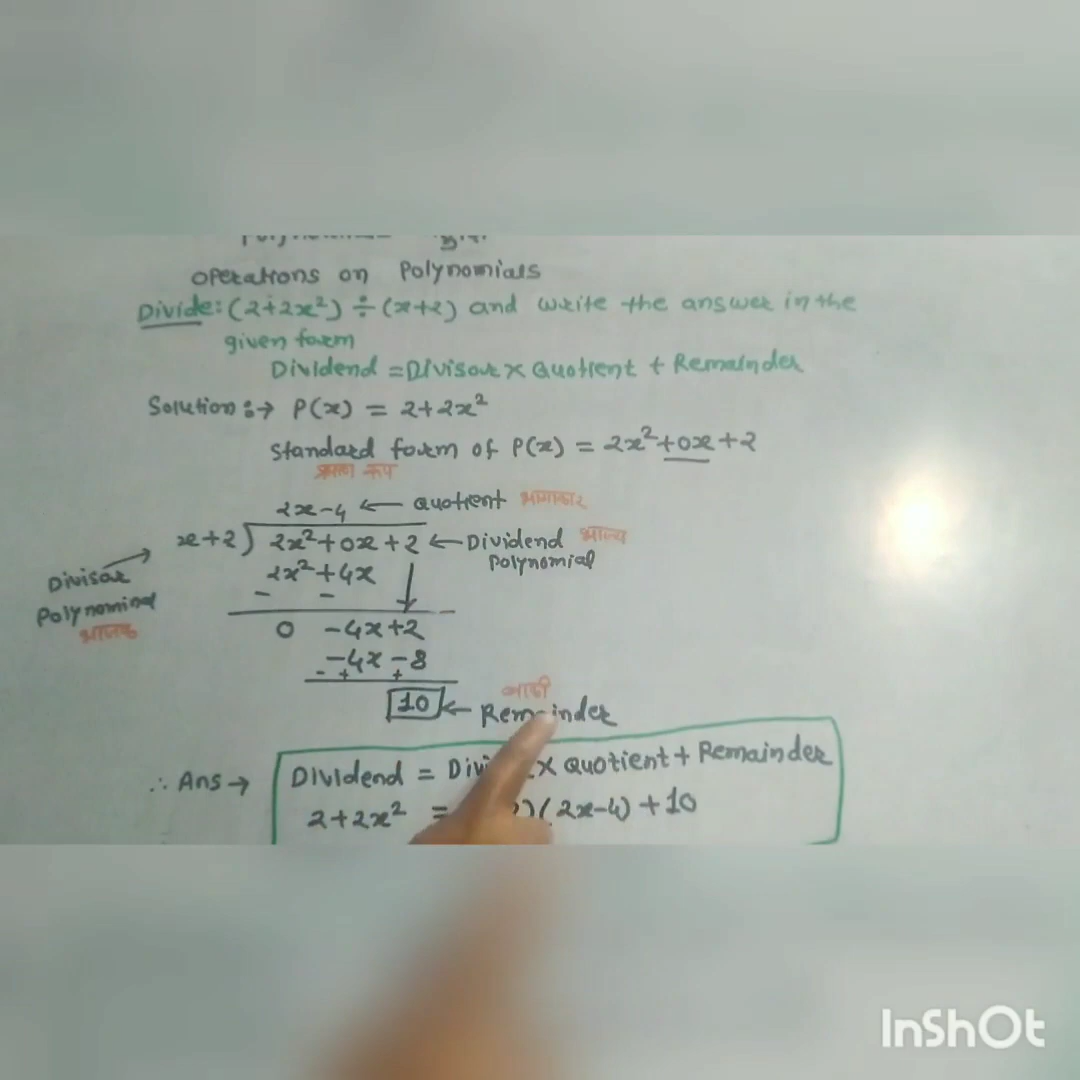 Operations on Polynomials
Divide: (2+2x²) ÷ (x+2) and write the answer in the
given form
Dividend = Divisor × Quotient + Remainder
Solution :→ P(x) = 2+2x²
Standard form of P(x) = 2x²+0x+2
रूप
2x-4 ← Quotient भागाकार
x+2) 2x²+0x+2 ← Dividend भाज्य
Polynomial
Divisor
Polynomial
भाजक
2x² + 4x
- -
0 -4x+2
-4x -8
- + +
बाकी
10 ← Remainder
∴ Ans → Dividend = Div × Quotient + Remainder
2+2x² = 2)(2x-4) +10
InShOt